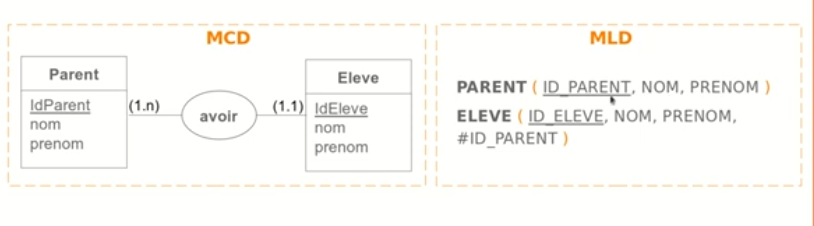 MCD
Parent
IdParent
nom
prenom
(1.n)
avoir
(1.1)
Eleve
IdEleve
nom
prenom
MLD
PARENT ( ID_PARENT, NOM, PRENOM )
ELEVE ( ID_ELEVE, NOM, PRENOM,
#ID_PARENT )